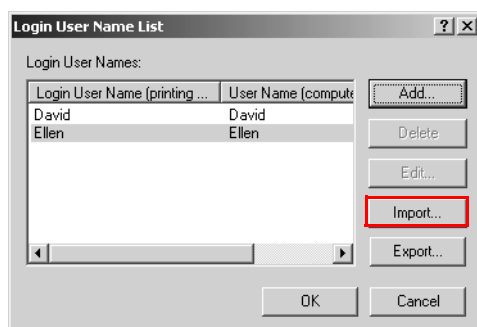 Login User Name List
Login User Names:
Login User Name (printing ... User Name (compute
David David
Ellen Ellen
Add...
Delete
Edit...
Import...
Export...
OK Cancel